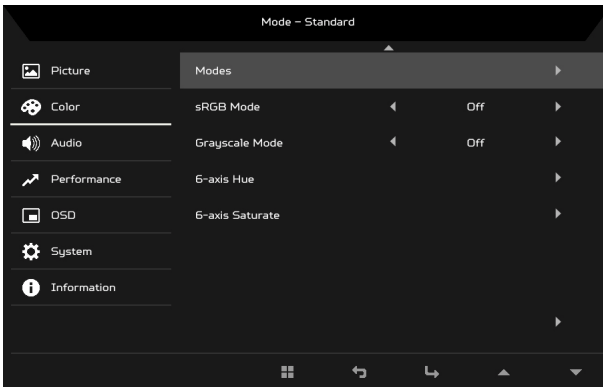 Mode – Standard
Picture
Modes
Color
sRGB Mode
Off
Audio
Grayscale Mode
Off
Performance
6-axis Hue
OSD
6-axis Saturate
System
Information